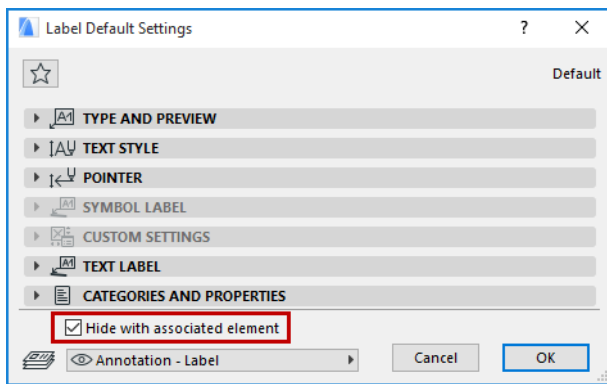 Label Default Settings ?
Default
TYPE AND PREVIEW
TEXT STYLE
POINTER
SYMBOL LABEL
CUSTOM SETTINGS
TEXT LABEL
CATEGORIES AND PROPERTIES
Hide with associated element
Annotation - Label Cancel OK